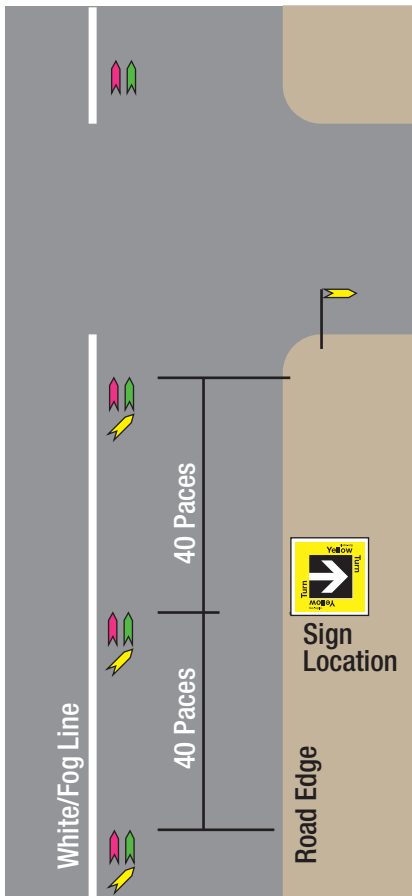 40 Paces
Yellow
Turn
Turn
Yellow
Sign
Location
White/Fog Line
40 Paces
Road Edge